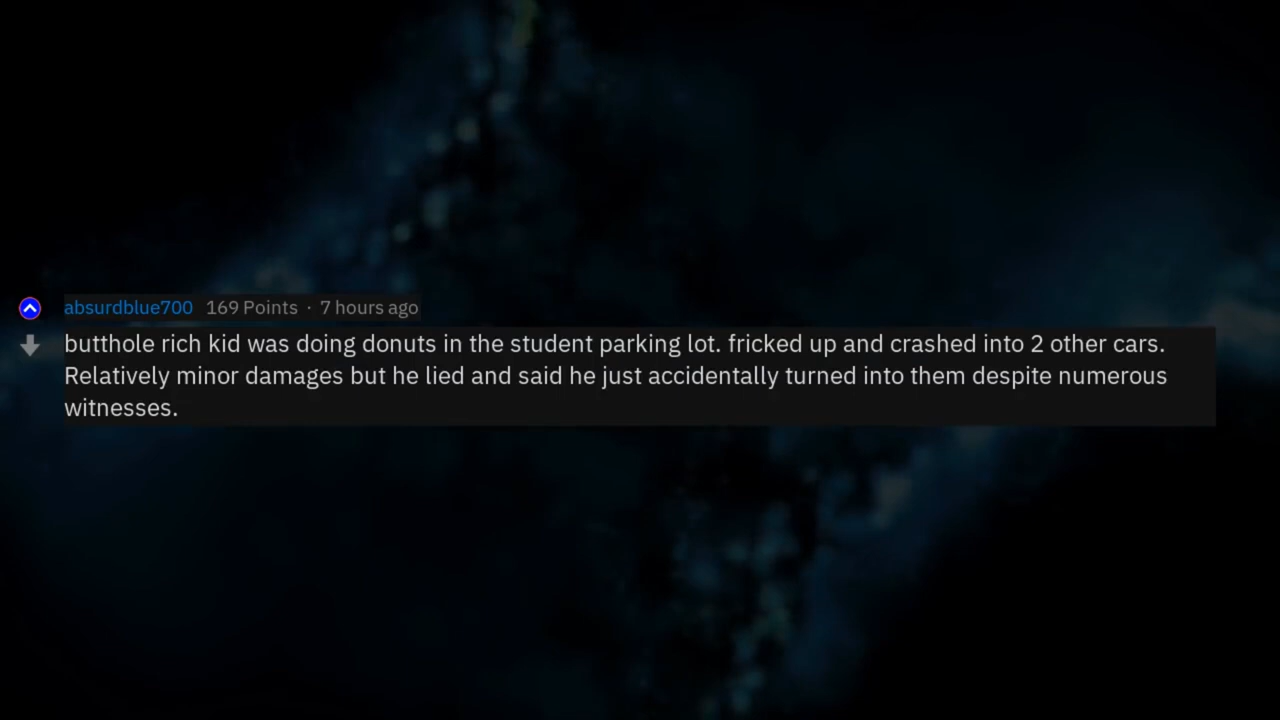 absurdblue700 169 Points · 7 hours ago
butthole rich kid was doing donuts in the student parking lot. fricked up and crashed into 2 other cars.
Relatively minor damages but he lied and said he just accidentally turned into them despite numerous
witnesses.